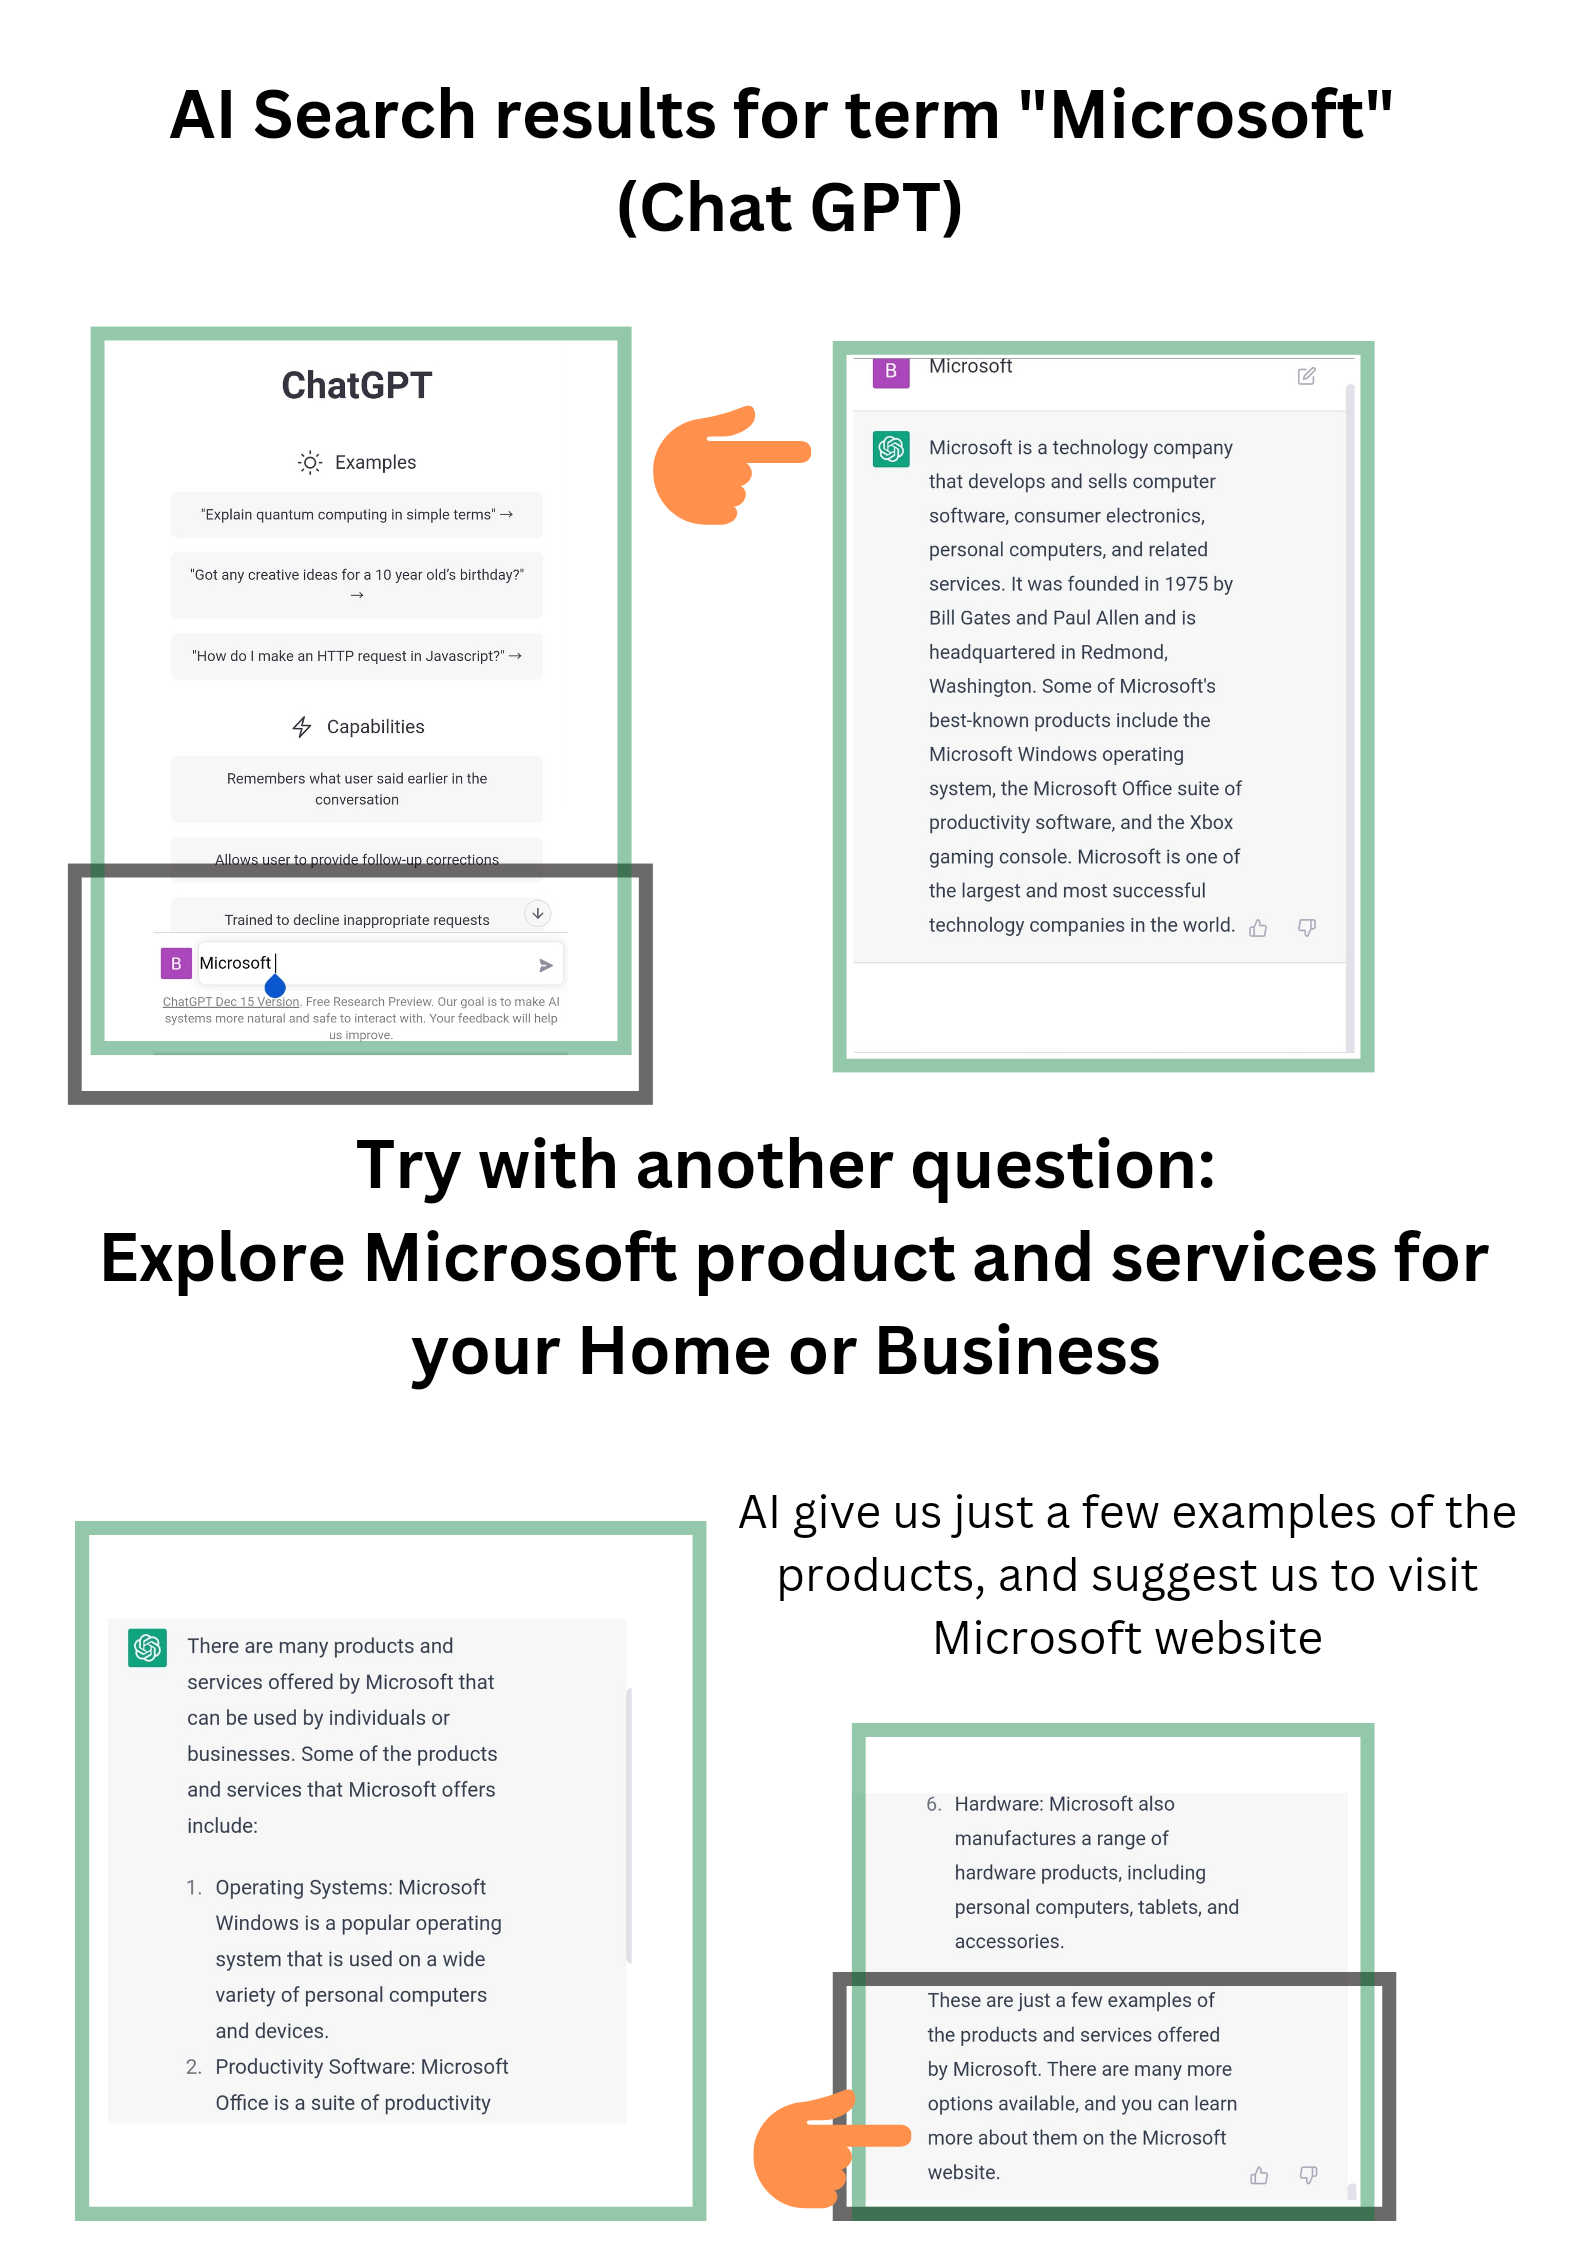 AI Search results for term "Microsoft"
(Chat GPT)
ChatGPT
Examples
"Explain quantum computing in simple terms" →
"Got any creative ideas for a 10 year old's birthday?"
→
"How do I make an HTTP request in Javascript?" →
Capabilities
Remembers what user said earlier in the
conversation
Allows user to provide follow-up corrections
Trained to decline inappropriate requests
B
Microsoft
ChatGPT Dec 15 Version. Free Research Preview. Our goal is to make AI
systems more natural and safe to interact with. Your feedback will help
us improve.
B
Microsoft
Microsoft is a technology company
that develops and sells computer
software, consumer electronics,
personal computers, and related
services. It was founded in 1975 by
Bill Gates and Paul Allen and is
headquartered in Redmond,
Washington. Some of Microsoft's
best-known products include the
Microsoft Windows operating
system, the Microsoft Office suite of
productivity software, and the Xbox
gaming console. Microsoft is one of
the largest and most successful
technology companies in the world.
Try with another question:
Explore Microsoft product and services for
your Home or Business
There are many products and
services offered by Microsoft that
can be used by individuals or
businesses. Some of the products
and services that Microsoft offers
include:
1. Operating Systems: Microsoft
Windows is a popular operating
system that is used on a wide
variety of personal computers
and devices.
2. Productivity Software: Microsoft
Office is a suite of productivity
AI give us just a few examples of the
products, and suggest us to visit
Microsoft website
6. Hardware: Microsoft also
manufactures a range of
hardware products, including
personal computers, tablets, and
accessories.
These are just a few examples of
the products and services offered
by Microsoft. There are many more
options available, and you can learn
more about them on the Microsoft
website.